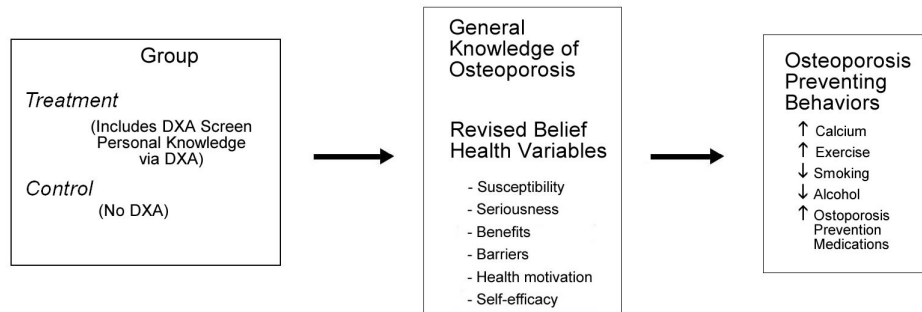 Group
Treatment
(Includes DXA Screen
Personal Knowledge
via DXA)
Control
(No DXA)
General
Knowledge of
Osteoporosis
Revised Belief
Health Variables
- Susceptibility
- Seriousness
- Benefits
- Barriers
- Health motivation
- Self-efficacy
Osteoporosis
Preventing
Behaviors
↑ Calcium
↑ Exercise
↓ Smoking
↓ Alcohol
↑ Ostoporosis
Prevention
Medications